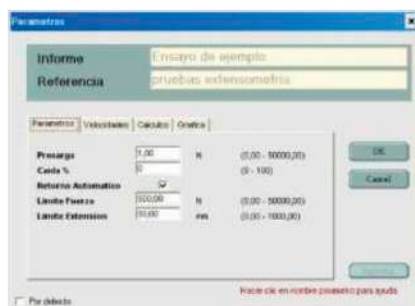 Parametros
Informe Ensayo de ejemplo
Referencia pruebas extensometria
Parametros Velocidades Calculos Grafica
Precarga 1,00 N (0,00 - 50000,00)
Caida % 0 (0 - 100)
Retorno Automatico
Limite Fuerza 500,00 N (0,00 - 50000,00)
Limite Extension 00,00 mm (0,00 - 1000,00)
OK
Cancel
Hacer clic en nombre parametro para ayuda
Por defecto